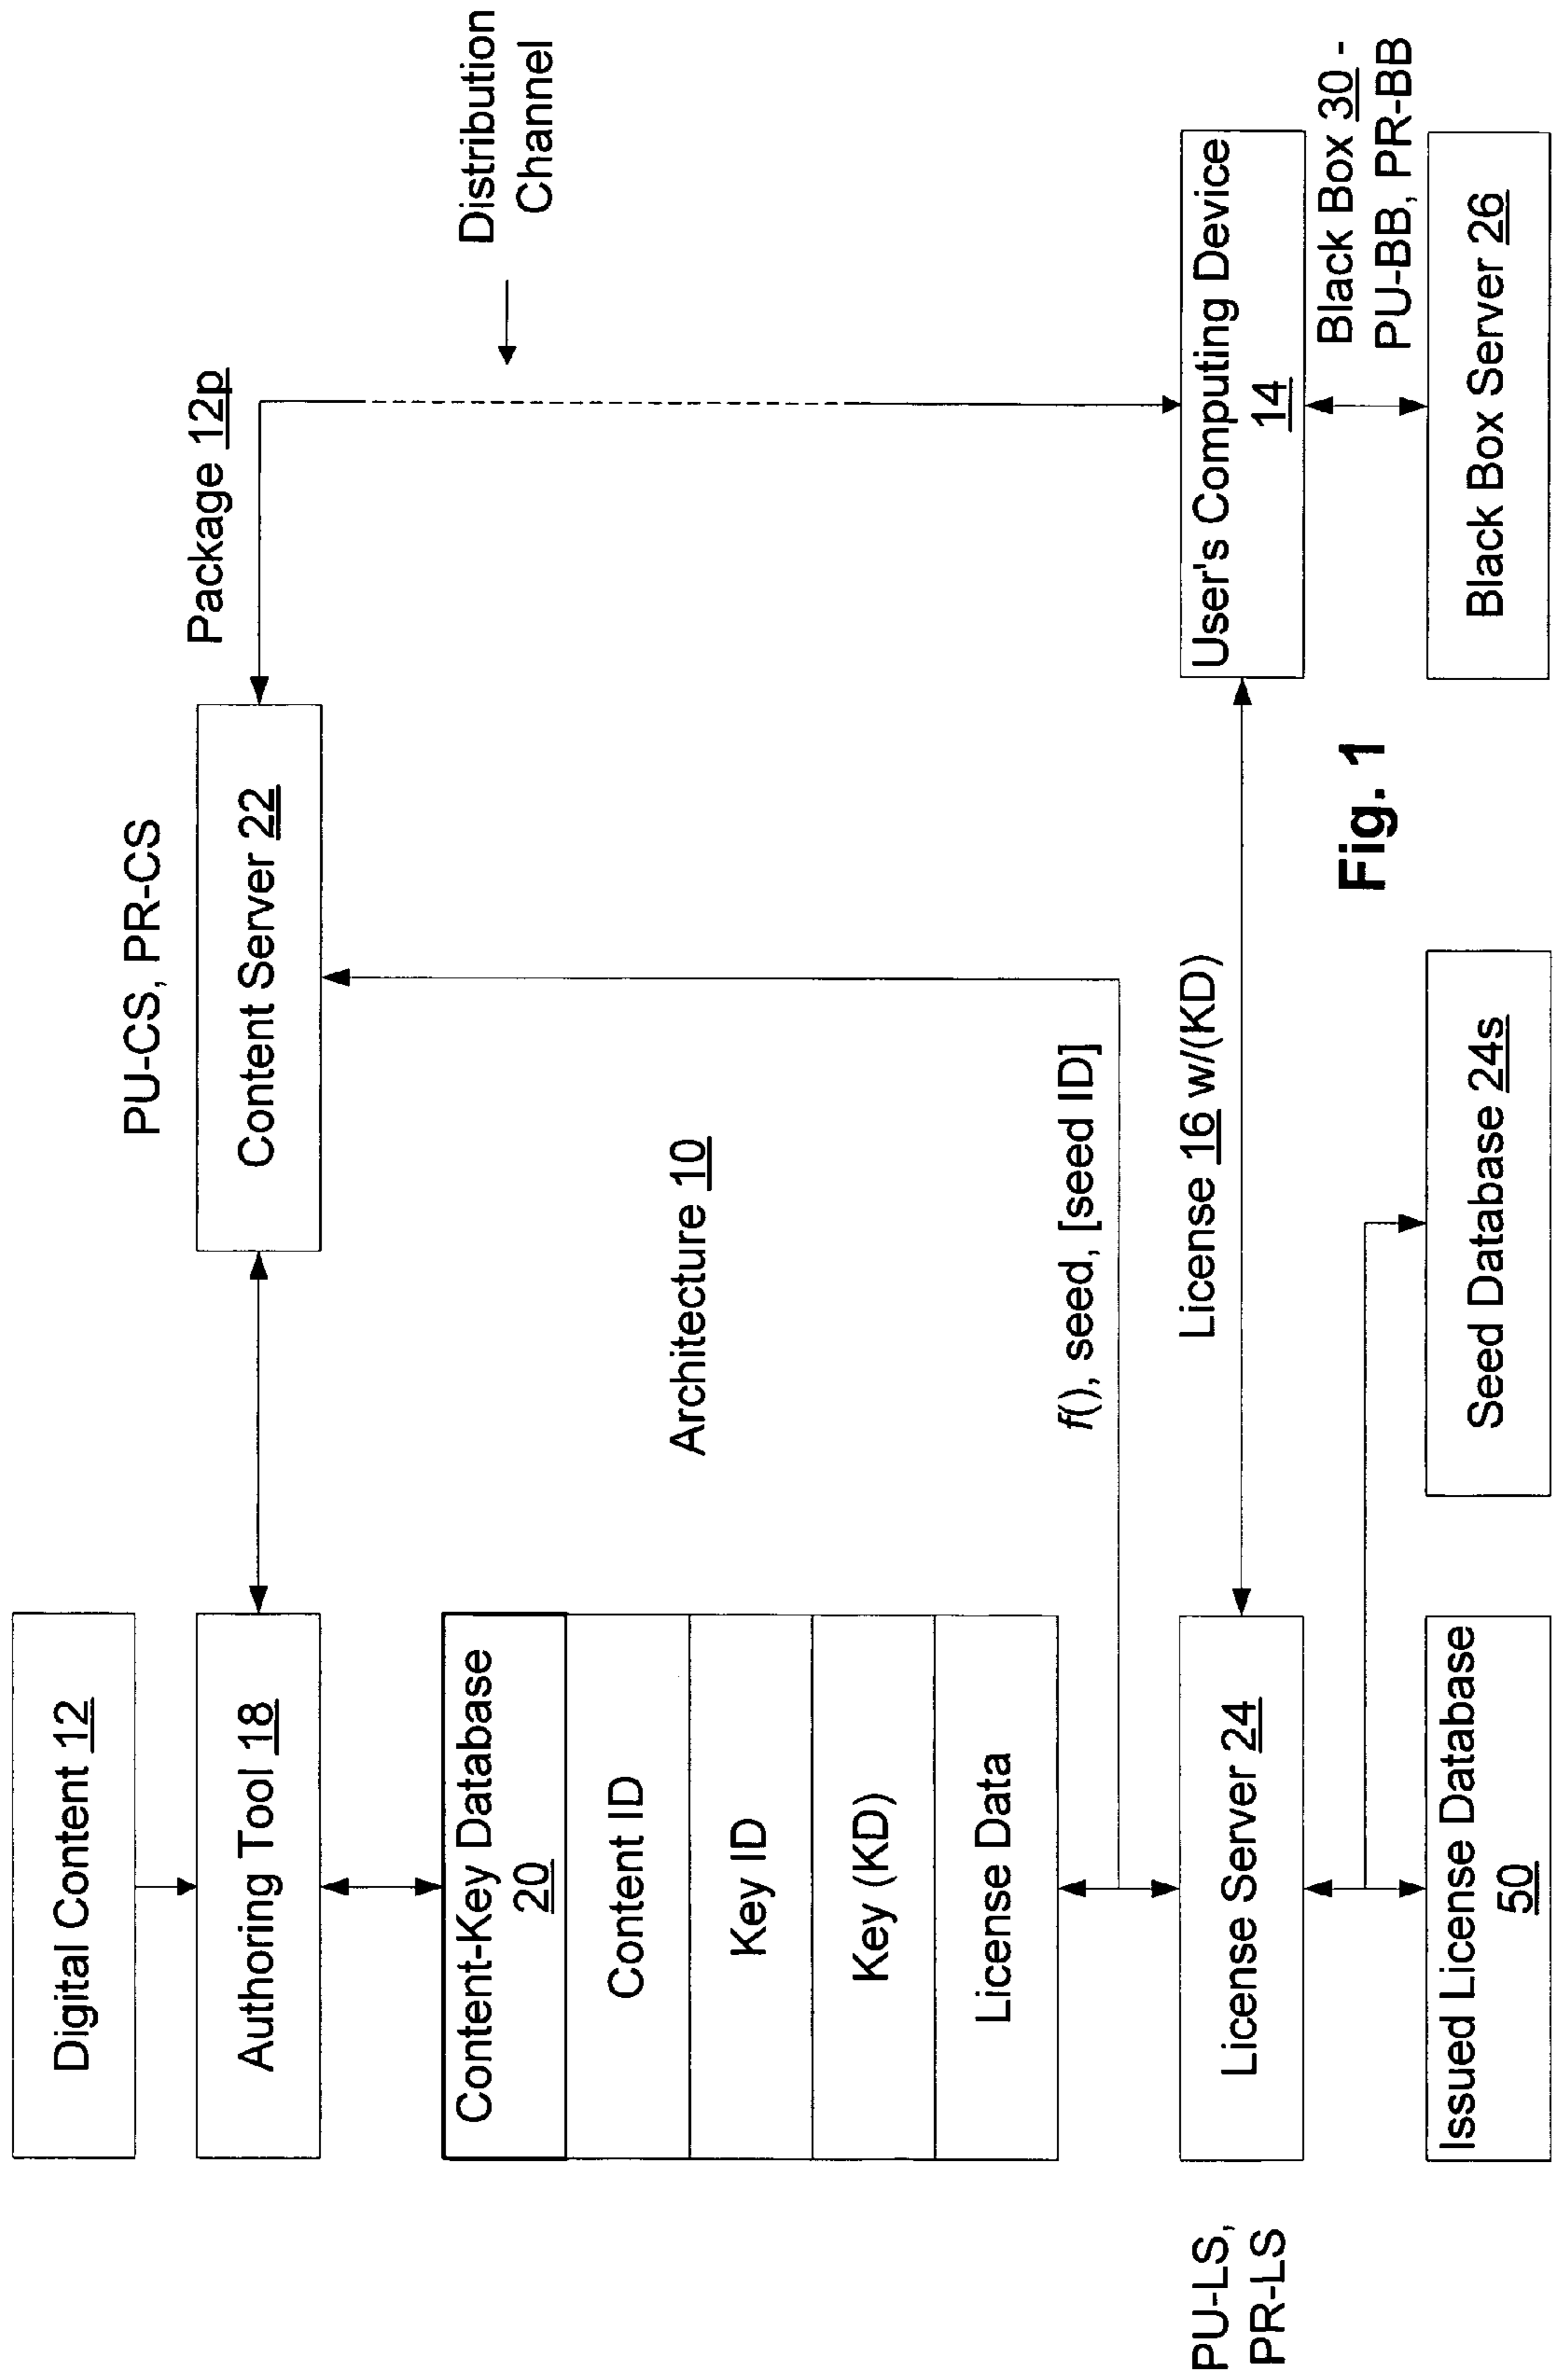 Digital Content 12
Authoring Tool 18
Content-Key Database
20
Content ID
Key ID
Key (KD)
License Data
PU-LS,
PR-LS
License Server 24
Issued License Database
50
PU-CS, PR-CS
Content Server 22
Architecture 10
f(), seed, [seed ID]
License 16 w/(KD)
Seed Database 24s
Package 12p
Distribution
Channel
User's Computing Device
14
Black Box 30 -
PU-BB, PR-BB
Black Box Server 26
Fig. 1